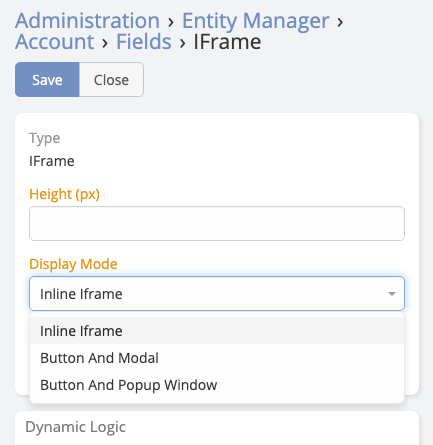 Administration › Entity Manager ›
Account › Fields › IFrame
Save Close
Type
IFrame
Height (px)
Display Mode
Inline Iframe
Inline Iframe
Button And Modal
Button And Popup Window
Dynamic Logic